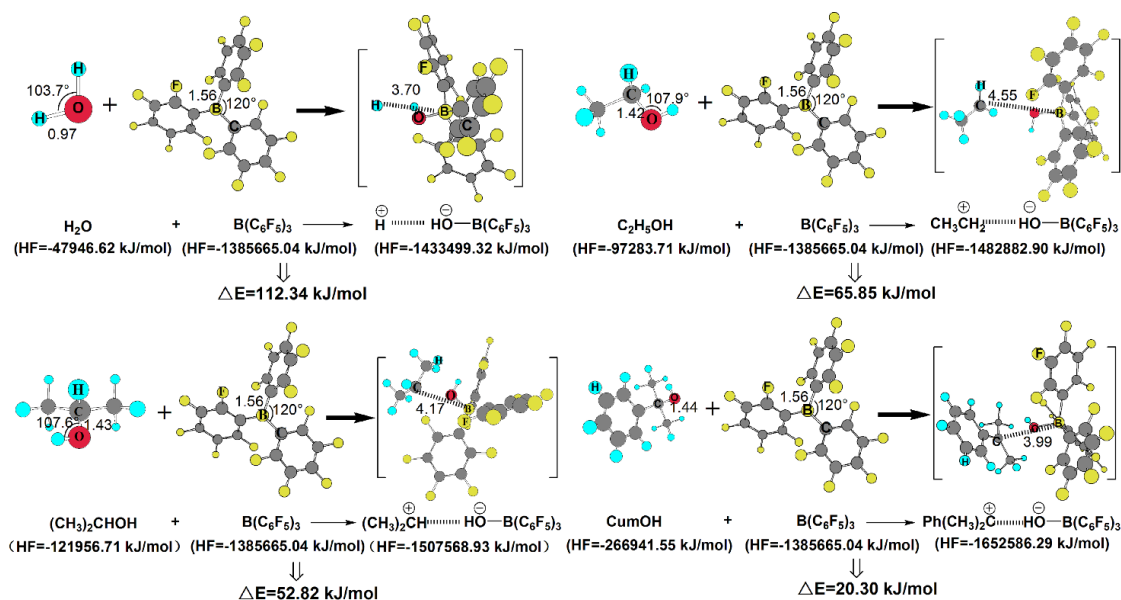 H
103.7°
O
H
0.97
+
F
1.56
B
120°
C
F
3.70
H
O
B
C
H₂O + B(C₆F₅)₃ ⊕ H HO ⊖ B(C₆F₅)₃
(HF=-47946.62 kJ/mol) (HF=-1385665.04 kJ/mol) (HF=-1433499.32 kJ/mol)
△E=112.34 kJ/mol
H
C
107.9°
1.42
O
+
F
1.56
B
120°
C
H
C
4.55
F
B
C₂H₅OH + B(C₆F₅)₃ ⊕ CH3CH₂ HO ⊖ B(C₆F₅)₃
(HF=-97283.71 kJ/mol) (HF=-1385665.04 kJ/mol) (HF=-1482882.90 kJ/mol)
△E=65.85 kJ/mol
H
C
107.6
1.43
O
+
F
1.56
B
120°
C
H
C
O
4.17
B
F
(CH₃)₂CHOH + B(C₆F₅)₃ (CH₃)₂CH ⊕ HO ⊖ B(C₆F₅)₃
(HF=-121956.71 kJ/mol) (HF=-1385665.04 kJ/mol) (HF=-1507568.93 kJ/mol)
△E=52.82 kJ/mol
H
C
O
1.44
+
F
1.56
B
120°
C
F
B
C
3.99
H
CumOH + B(C₆F₅)₃ Ph(CH₃)₂C ⊕ HO ⊖ B(C₆F₅)₃
(HF=-266941.55 kJ/mol) (HF=-1385665.04 kJ/mol) (HF=-1652586.29 kJ/mol)
△E=20.30 kJ/mol